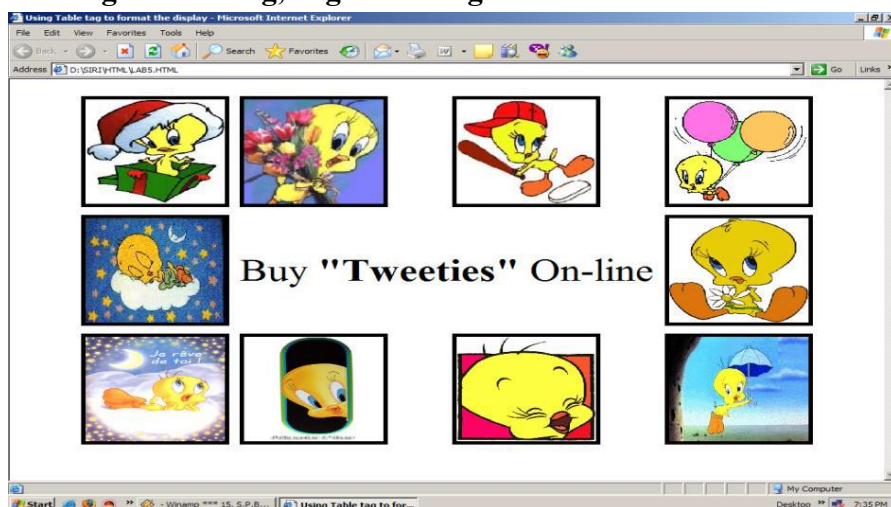 Using Table tag to format the display - Microsoft Internet Explorer
File Edit View Favorites Tools Help
Back Search Favorites
Address D:\SIRI\HTML\LAB5.HTML Go Links
Buy "Tweeties" On-line
Je rêve
de toi !
My Computer
Start Winamp *** 15. S.P.B... Using Table tag to for... Desktop 7:35 PM